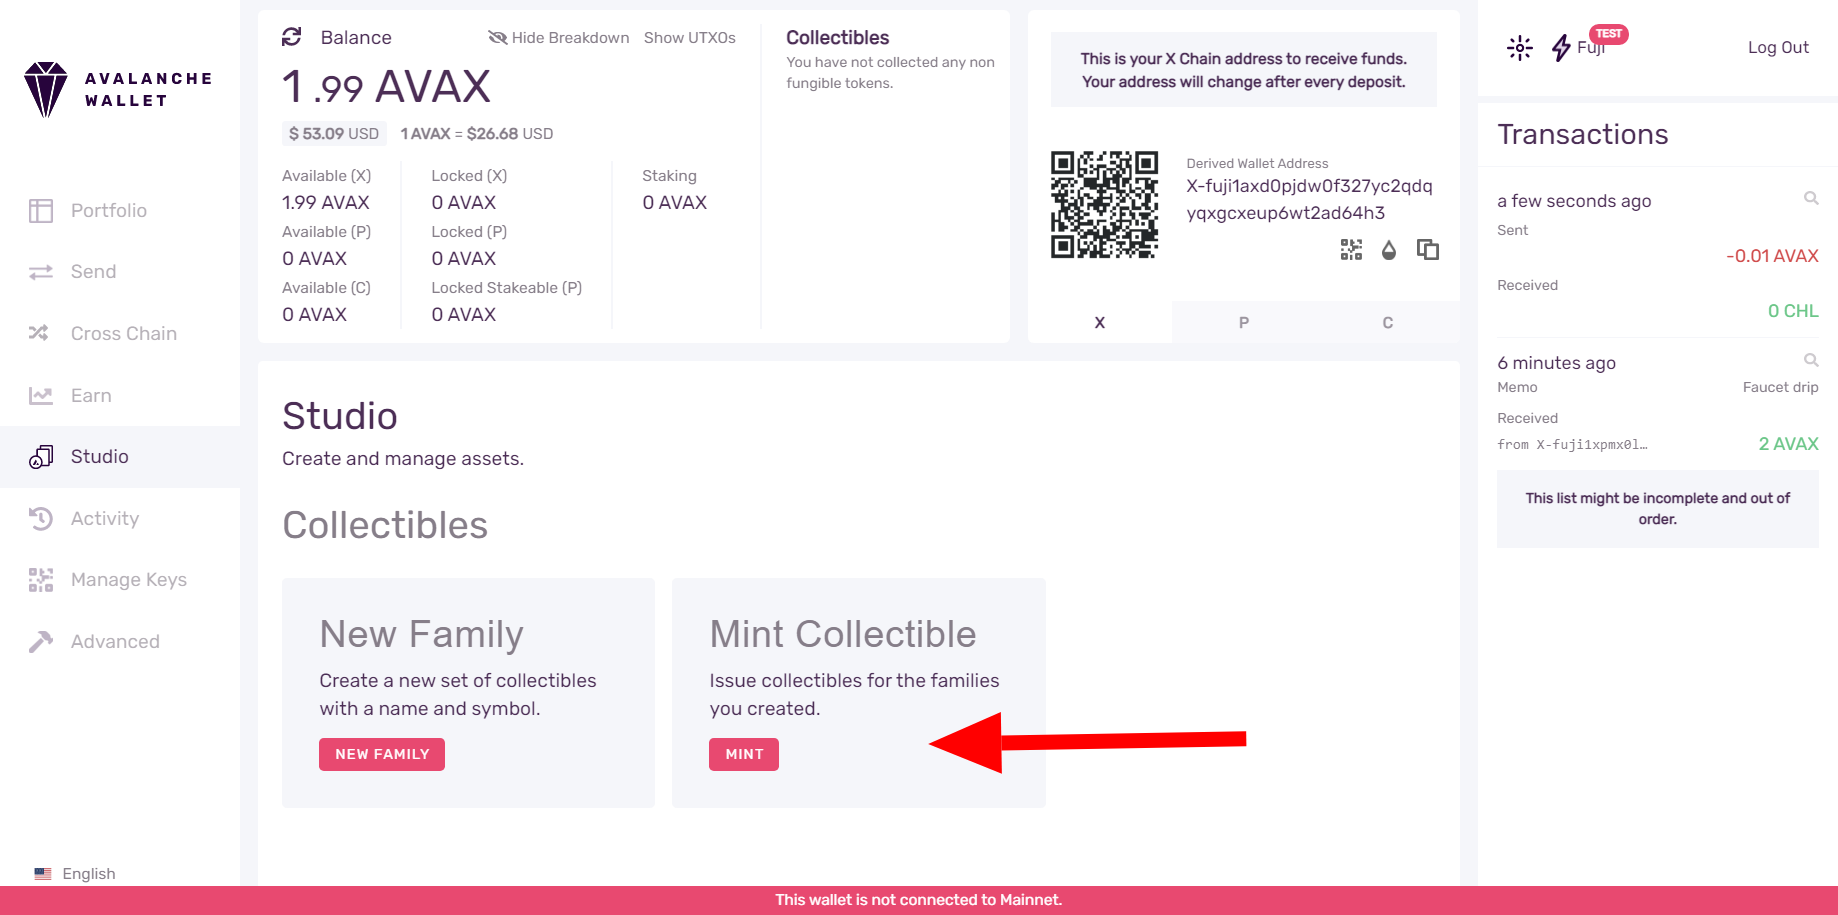 AVALANCHE
WALLET
Portfolio
Send
Cross Chain
Earn
Studio
Activity
Manage Keys
Advanced
English
Balance
Hide Breakdown
Show UTXOs
1 .99 AVAX
$ 53.09 USD
1 AVAX = $26.68 USD
Available (X)
1.99 AVAX
Available (P)
0 AVAX
Available (C)
0 AVAX
Locked (X)
0 AVAX
Locked (P)
0 AVAX
Locked Stakeable (P)
0 AVAX
Staking
0 AVAX
Collectibles
You have not collected any non
fungible tokens.
This is your X Chain address to receive funds.
Your address will change after every deposit.
Derived Wallet Address
X-fuji1axd0pjdw0f327yc2qdq
yqxgcxeup6wt2ad64h3
X
P
C
Studio
Create and manage assets.
Collectibles
New Family
Create a new set of collectibles
with a name and symbol.
NEW FAMILY
Mint Collectible
Issue collectibles for the families
you created.
MINT
Fuji
TEST
Log Out
Transactions
a few seconds ago
Sent
-0.01 AVAX
Received
0 CHL
6 minutes ago
Memo
Faucet drip
Received
from X-fuji1xpmx0l…
2 AVAX
This list might be incomplete and out of
order.
This wallet is not connected to Mainnet.